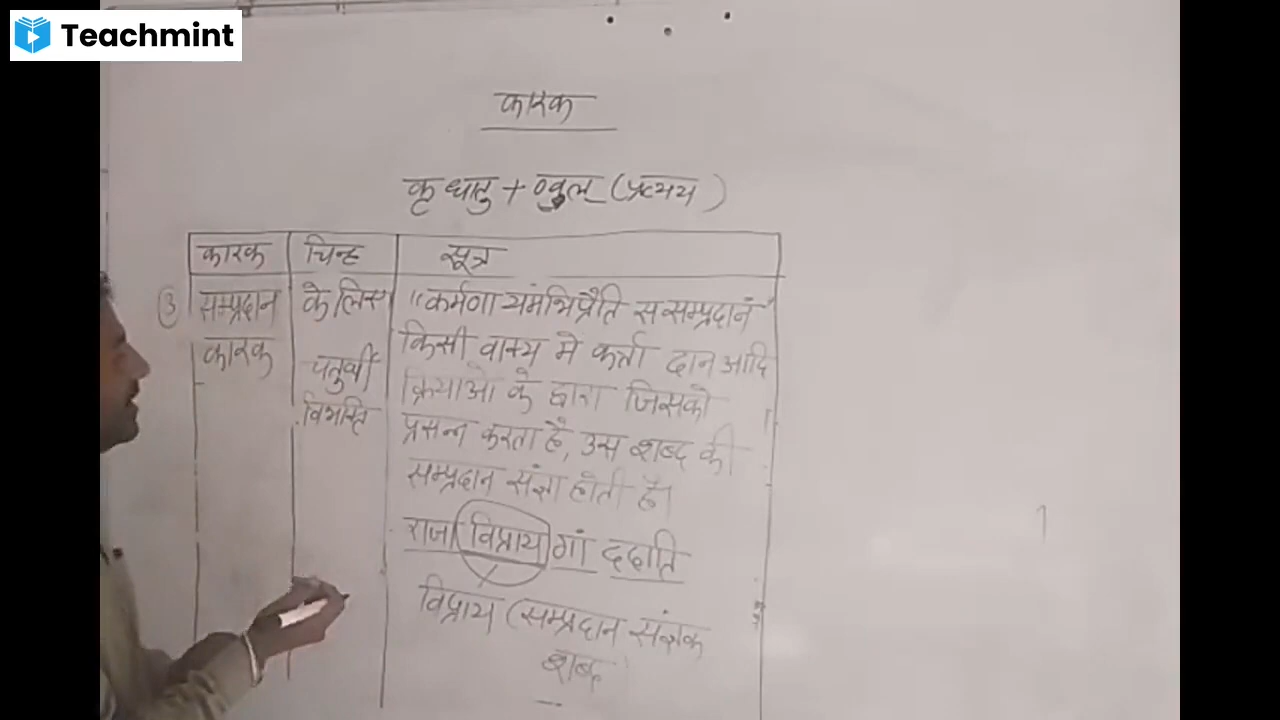 Teachmint
कारक
कृ धातु + ण्वुल (प्रत्यय)
कारक चिन्ह सूत्र
③ सम्प्रदान के लिए "कर्मणा यमभिप्रैति स सम्प्रदानं"
कारक चतुर्थी किसी वाक्य में कर्त्ता दान आदि
विभक्ति क्रियाओ के द्वारा जिसको
प्रसन्न करता है, उस शब्द की
सम्प्रदान संज्ञा होती है।
राजा विप्राय गां ददाति
विप्राय (सम्प्रदान संज्ञक
शब्द